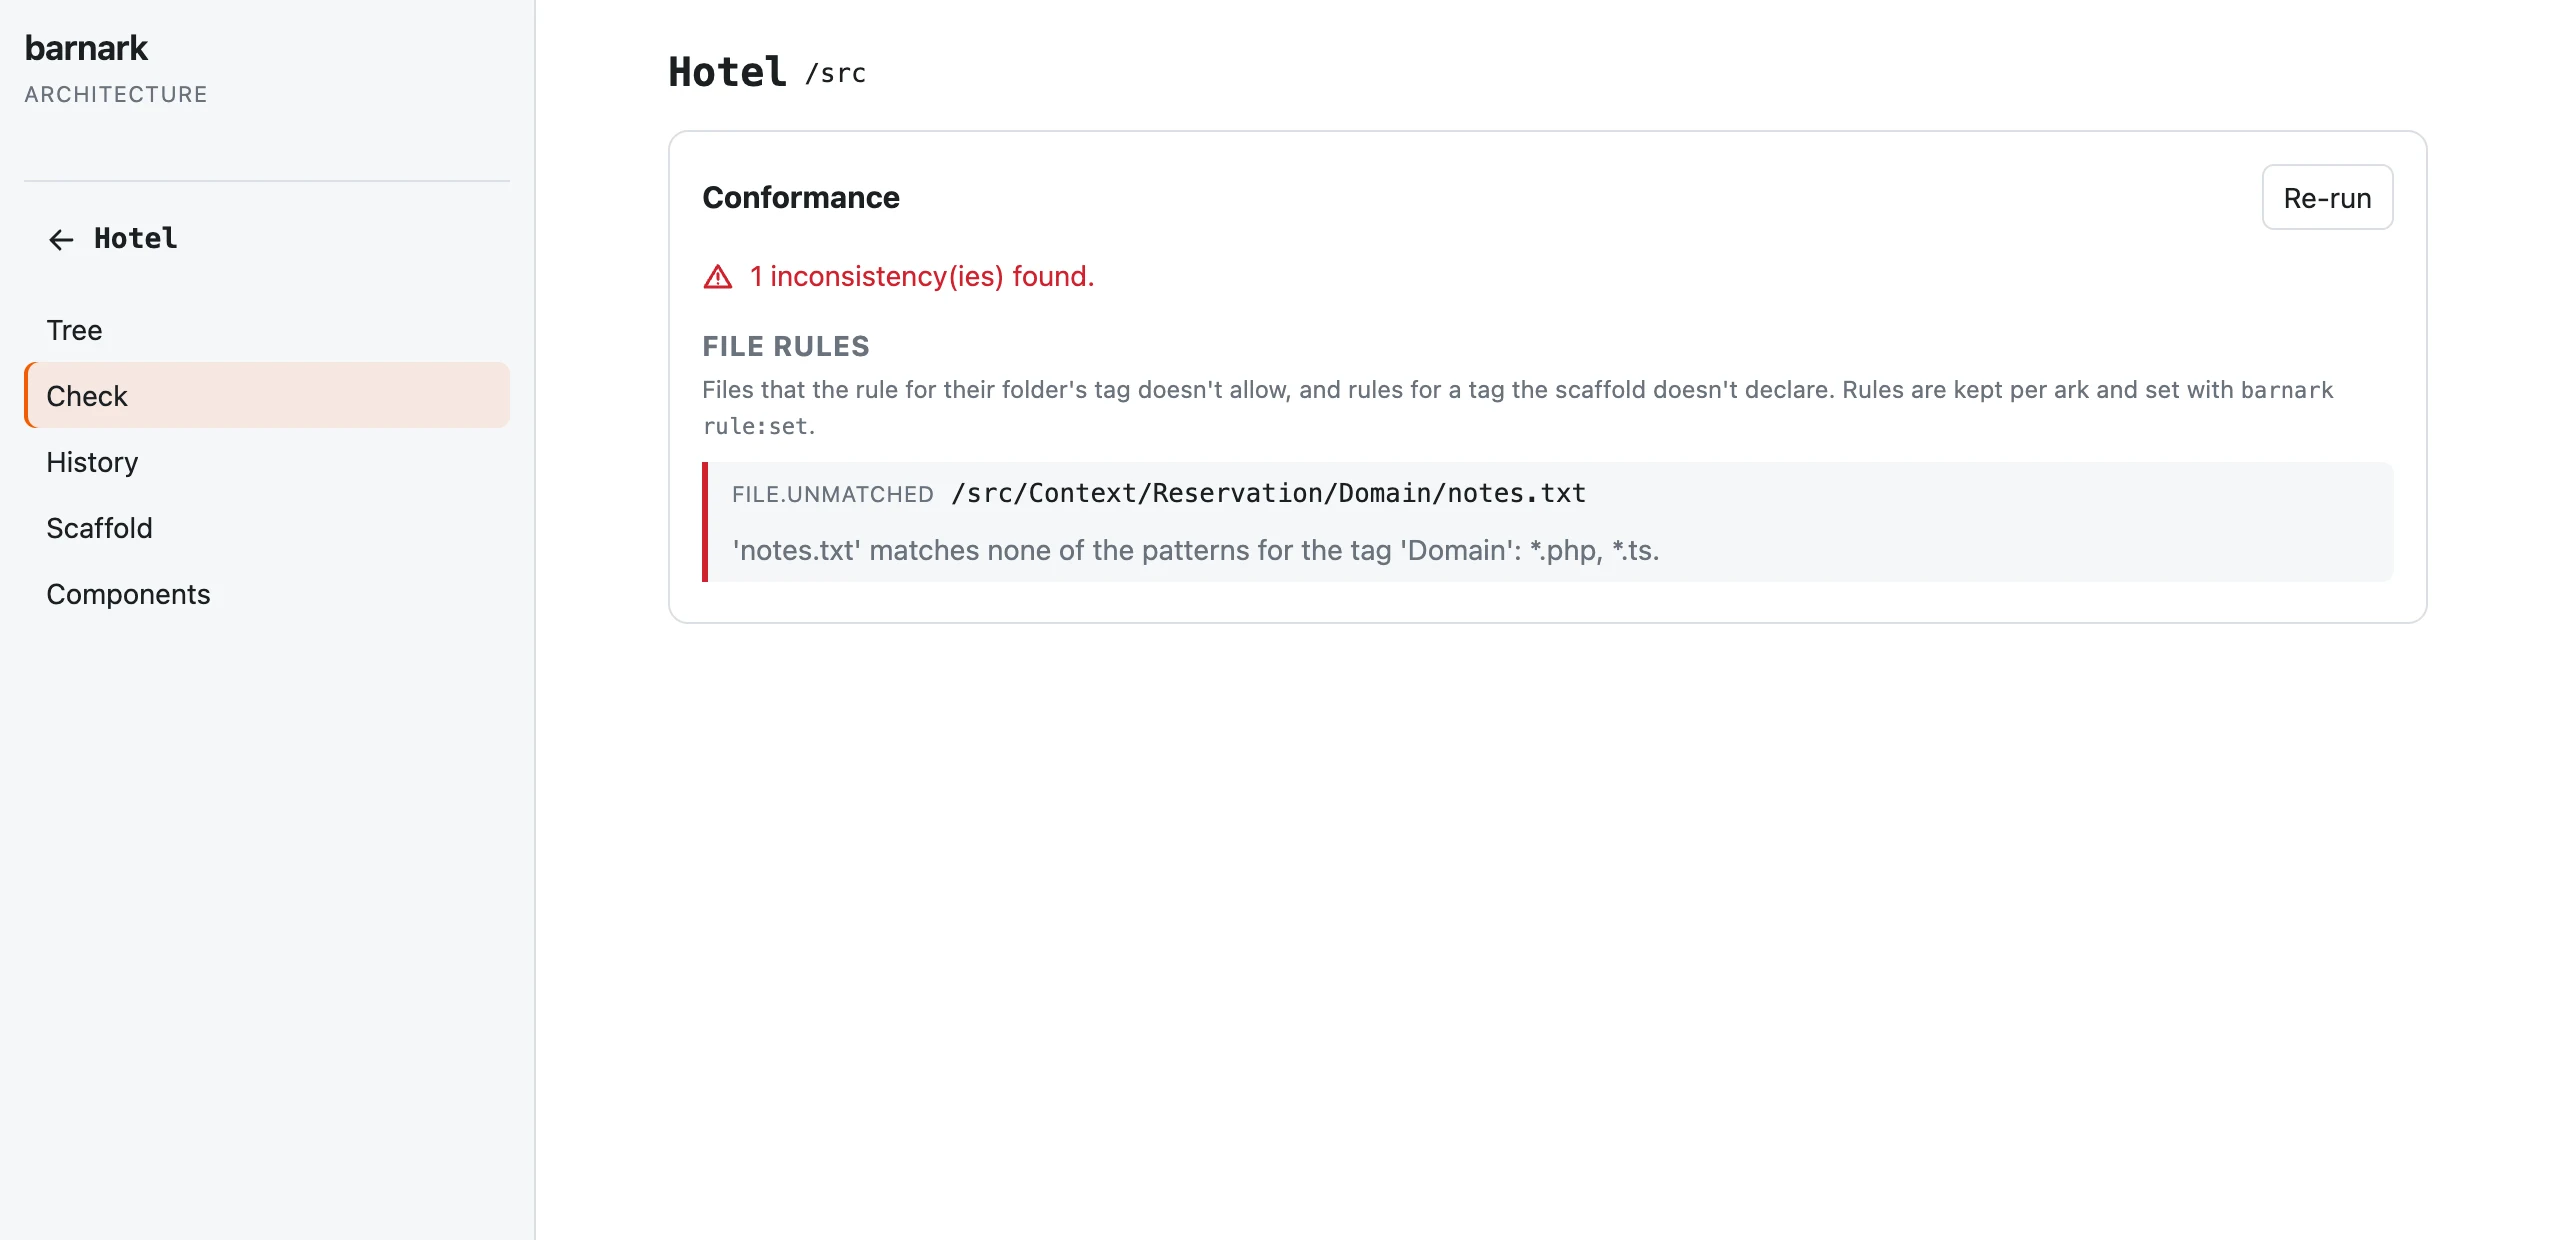 barnark
ARCHITECTURE
← Hotel
Tree
Check
History
Scaffold
Components
Hotel /src
Conformance
Re-run
1 inconsistency(ies) found.
FILE RULES
Files that the rule for their folder's tag doesn't allow, and rules for a tag the scaffold doesn't declare. Rules are kept per ark and set with barnark
rule:set.
FILE.UNMATCHED /src/Context/Reservation/Domain/notes.txt
'notes.txt' matches none of the patterns for the tag 'Domain': *.php, *.ts.